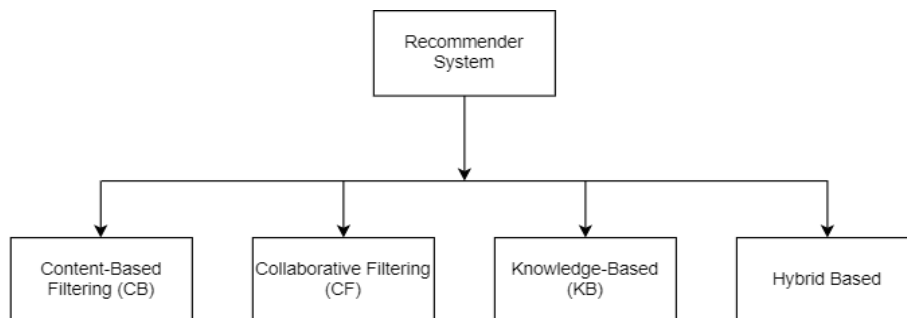 Recommender
System
Content-Based
Filtering (CB)
Collaborative Filtering
(CF)
Knowledge-Based
(KB)
Hybrid Based